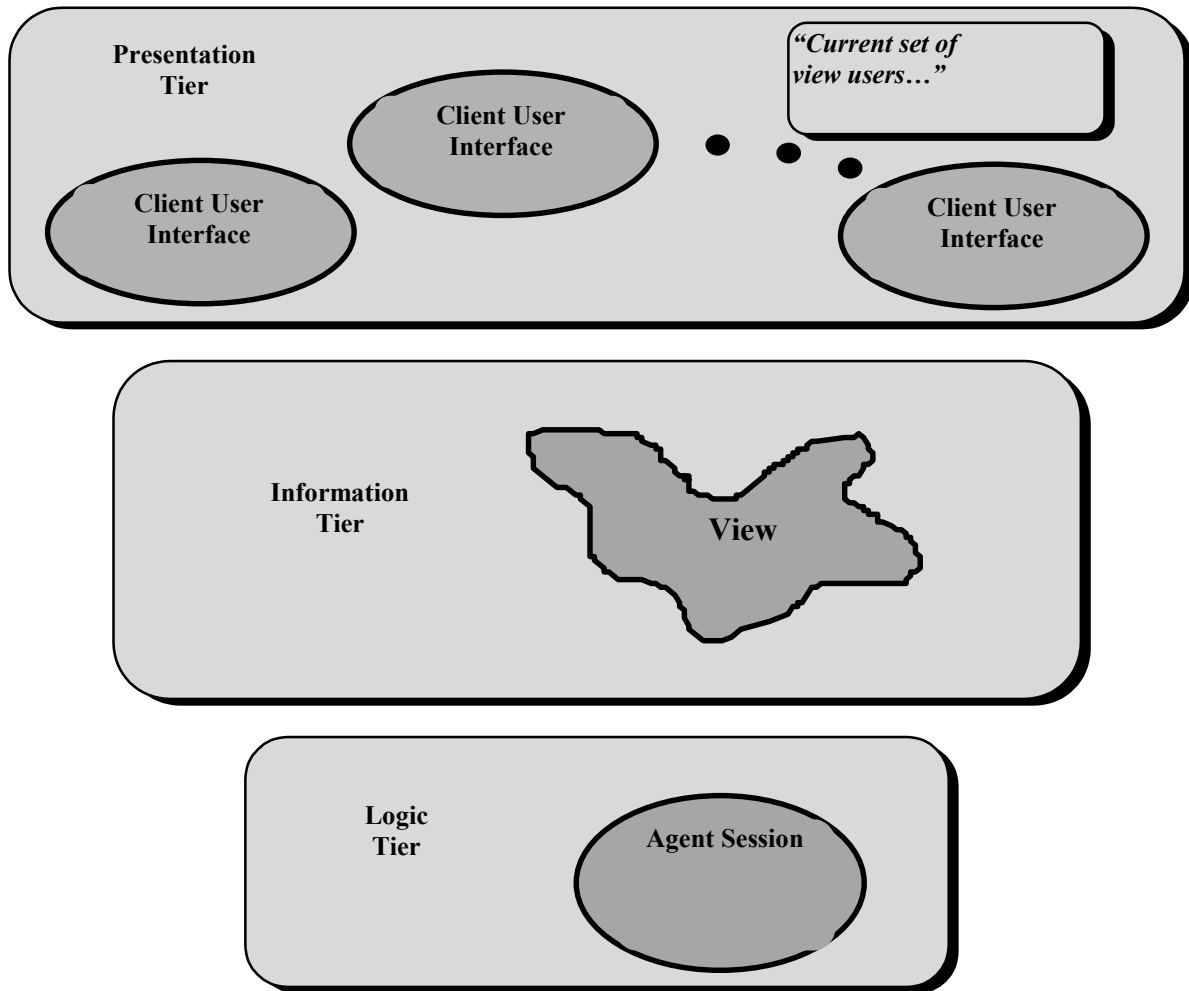 Presentation
Tier
“Current set of
view users…”
Client User
Interface
Client User
Interface
Client User
Interface
Information
Tier
View
Logic
Tier
Agent Session